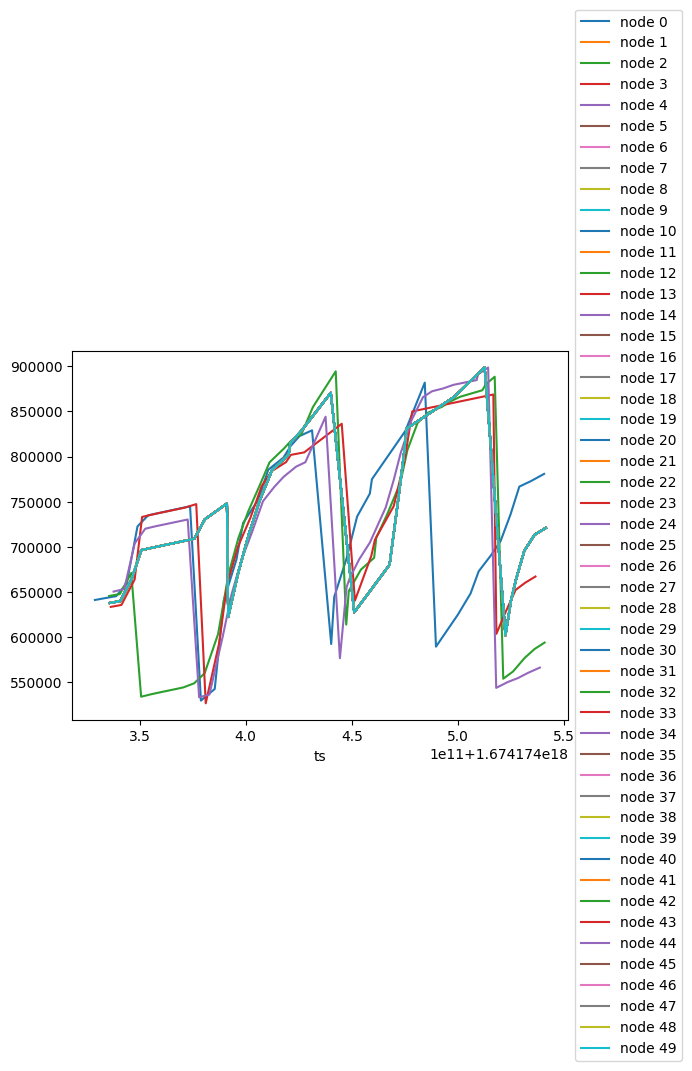 900000
850000
800000
750000
700000
650000
600000
550000
3.5 4.0 4.5 5.0 5.5
1e11+1.674174e18
ts
node 0
node 1
node 2
node 3
node 4
node 5
node 6
node 7
node 8
node 9
node 10
node 11
node 12
node 13
node 14
node 15
node 16
node 17
node 18
node 19
node 20
node 21
node 22
node 23
node 24
node 25
node 26
node 27
node 28
node 29
node 30
node 31
node 32
node 33
node 34
node 35
node 36
node 37
node 38
node 39
node 40
node 41
node 42
node 43
node 44
node 45
node 46
node 47
node 48
node 49